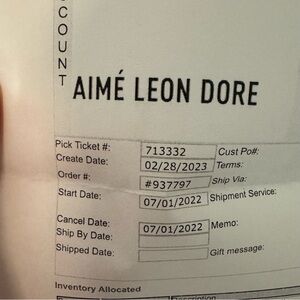 COUNT
AIMÉ LEON DORE
Pick Ticket #: 713332 Cust Po#:
Create Date: 02/28/2023 Terms:
Order #: #937797 Ship Via:
Start Date: 07/01/2022 Shipment Service:
Cancel Date: 07/01/2022 Memo:
Ship By Date:
Shipped Date: Gift message:
Inventory Allocated
Description